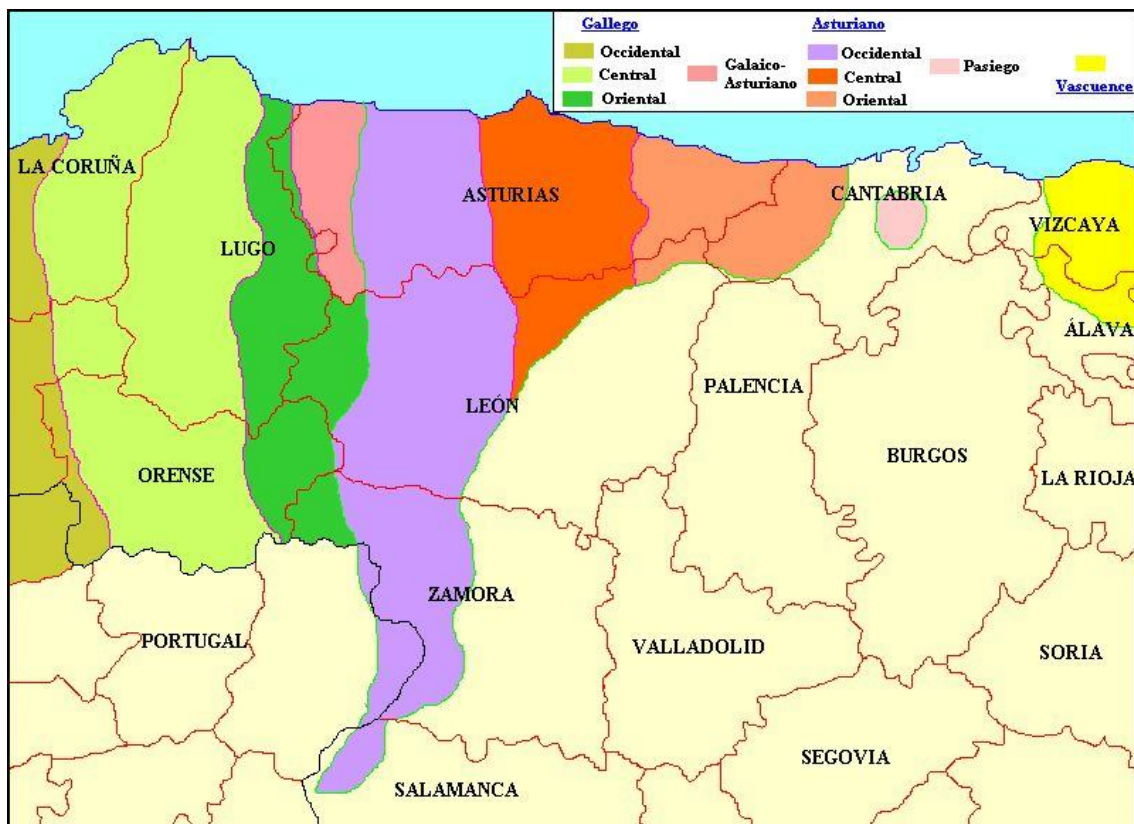 Gallego
Occidental
Central
Oriental
Galaico-
Asturiano
Asturiano
Occidental
Central
Oriental
Pasiego
Vascuence
LA CORUÑA
LUGO
ASTURIAS
CANTABRIA
VIZCAYA
ÁLAVA
LEÓN
PALENCIA
BURGOS
LA RIOJA
ORENSE
ZAMORA
PORTUGAL
VALLADOLID
SORIA
SEGOVIA
SALAMANCA